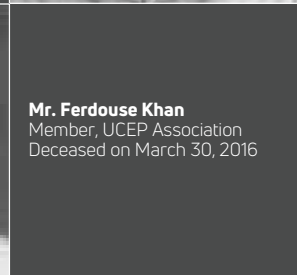 Mr. Ferdouse Khan
Member, UCEP Association
Deceased on March 30, 2016